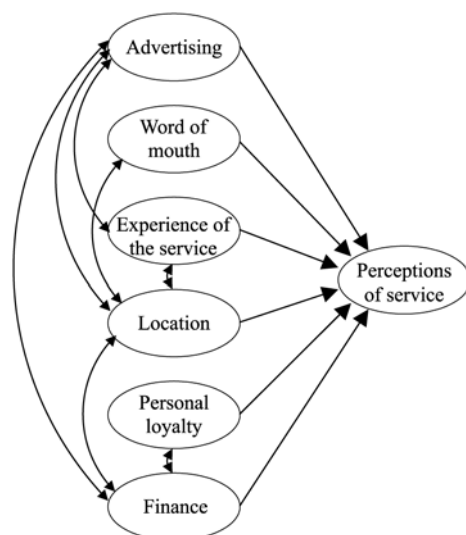 Advertising
Word of
mouth
Experience of
the service
Perceptions
of service
Location
Personal
loyalty
Finance